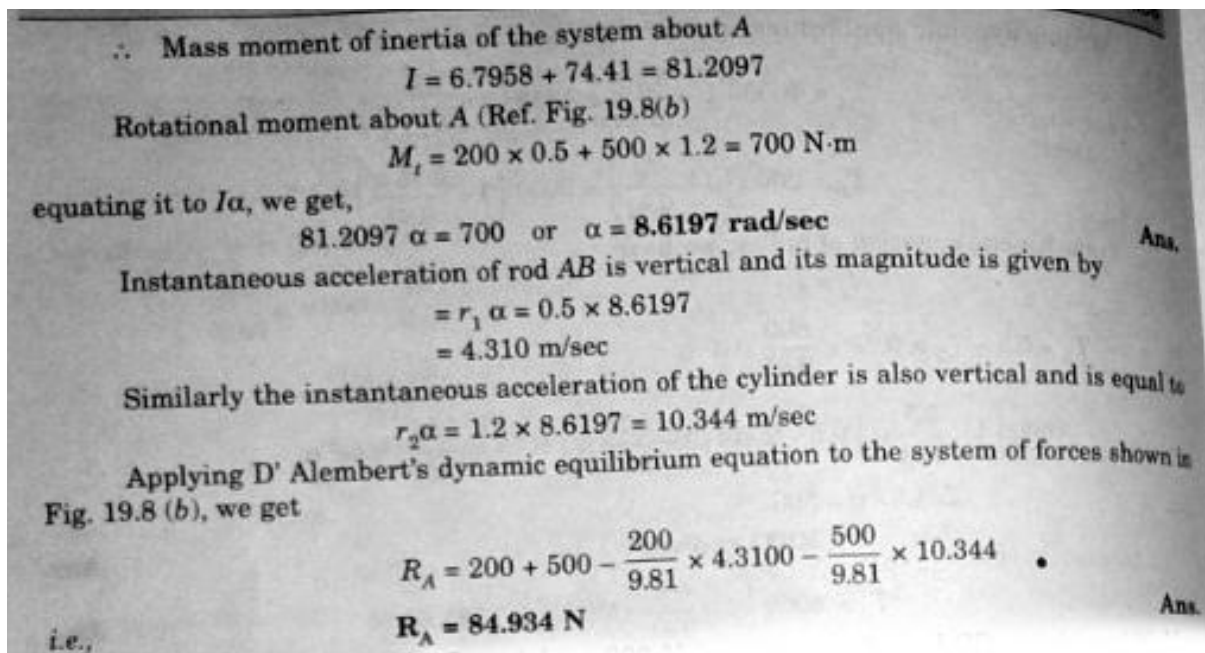 ∴ Mass moment of inertia of the system about A
I = 6.7958 + 74.41 = 81.2097
Rotational moment about A (Ref. Fig. 19.8(b)
M_t = 200 × 0.5 + 500 × 1.2 = 700 N·m
equating it to Iα, we get,
81.2097 α = 700 or α = 8.6197 rad/sec Ans.
Instantaneous acceleration of rod AB is vertical and its magnitude is given by
= r₁ α = 0.5 × 8.6197
= 4.310 m/sec
Similarly the instantaneous acceleration of the cylinder is also vertical and is equal to
r₂α = 1.2 × 8.6197 = 10.344 m/sec
Applying D' Alembert's dynamic equilibrium equation to the system of forces shown in
Fig. 19.8 (b), we get
R_A = 200 + 500 − 200/9.81 × 4.3100 − 500/9.81 × 10.344
i.e., R_A = 84.934 N Ans.